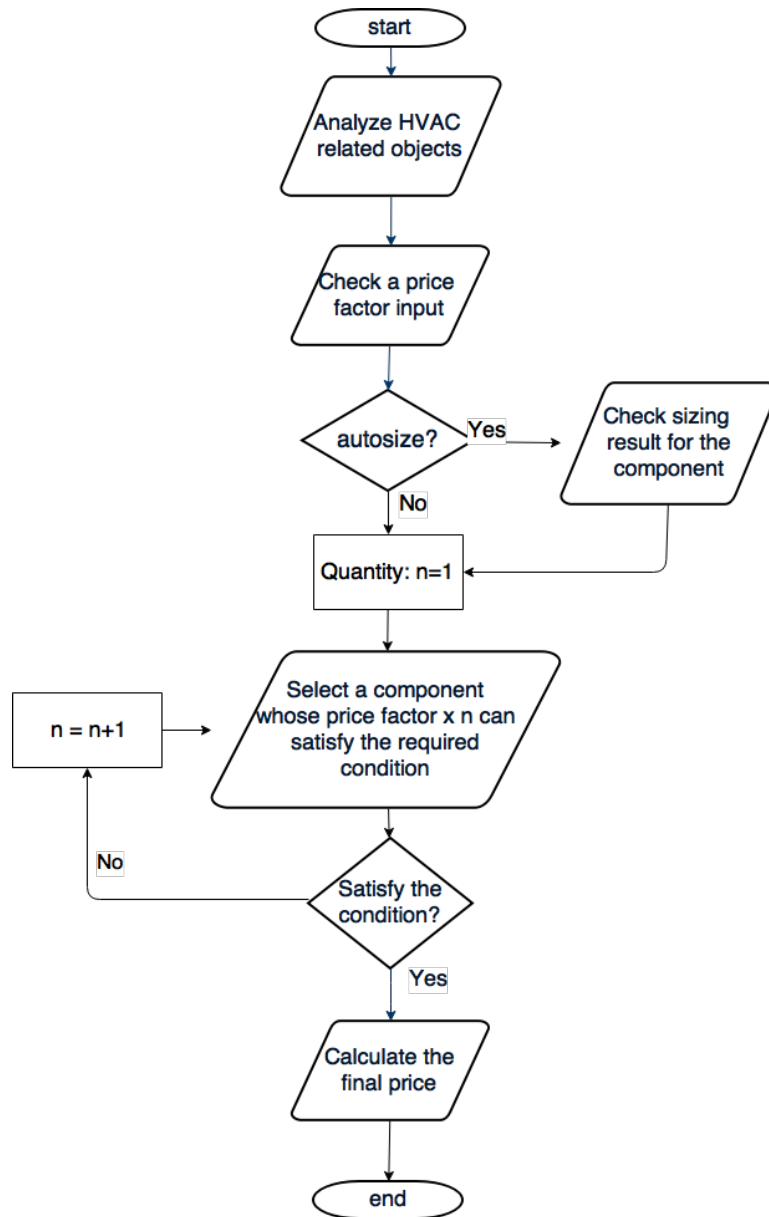 start
Analyze HVAC
related objects
Check a price
factor input
autosize?
Yes
Check sizing
result for the
component
No
Quantity: n=1
Select a component
whose price factor x n can
satisfy the required
condition
n = n+1
No
Satisfy the
condition?
Yes
Calculate the
final price
end